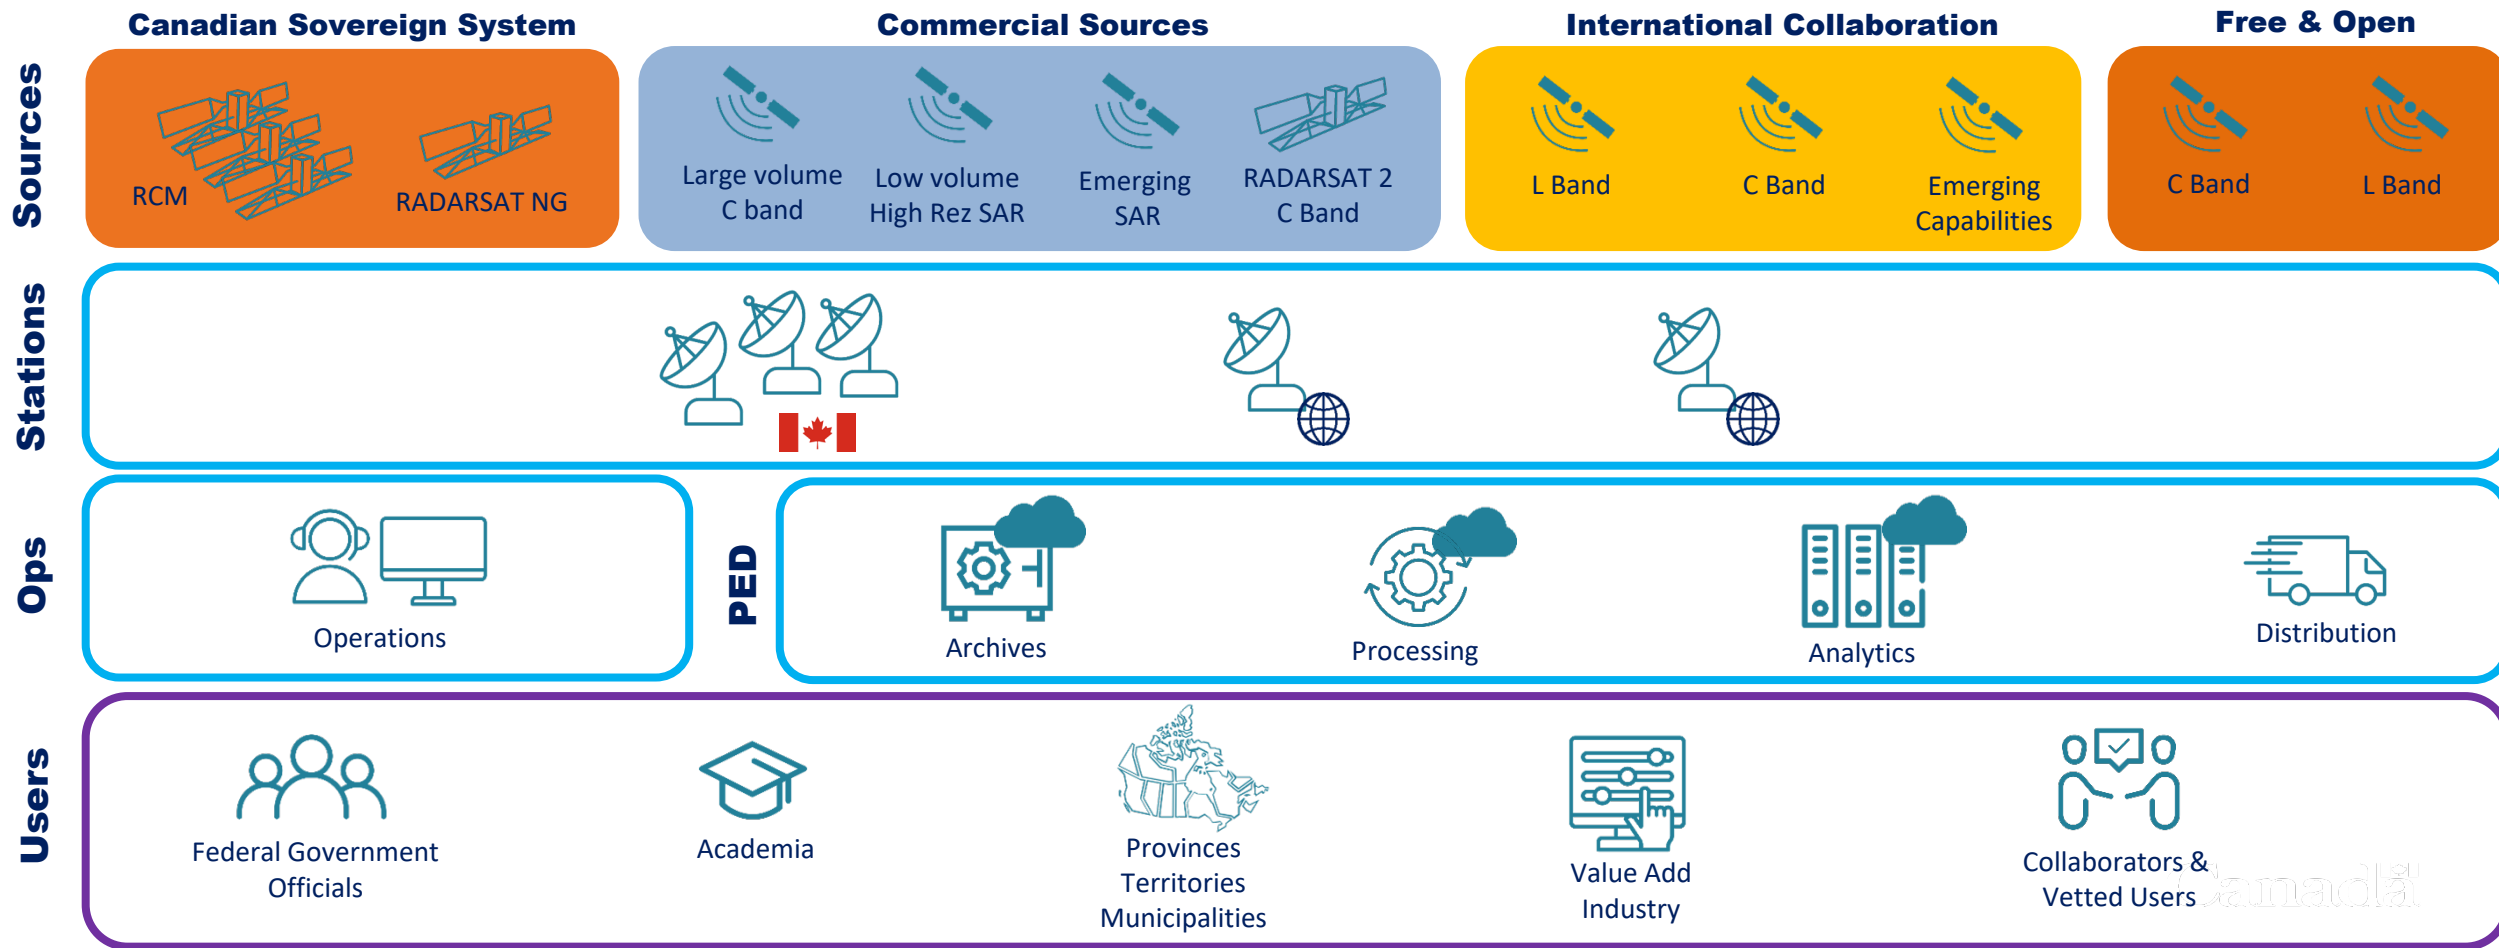 Canadian Sovereign System
Commercial Sources
International Collaboration
Free & Open
Sources
RCM
RADARSAT NG
Large volume
C band
Low volume
High Rez SAR
Emerging
SAR
RADARSAT 2
C Band
L Band
C Band
Emerging
Capabilities
C Band
L Band
Stations
Ops
Operations
PED
Archives
Processing
Analytics
Distribution
Users
Federal Government
Officials
Academia
Provinces
Territories
Municipalities
Value Add
Industry
Collaborators &
Vetted Users
Canada